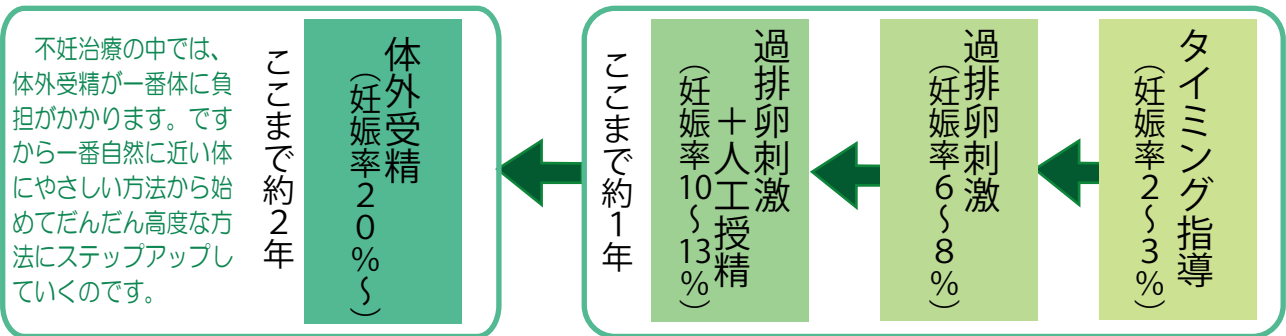 タイミング指導
（妊娠率２〜３％）
過排卵刺激
（妊娠率６〜８％）
過排卵刺激
＋人工授精
（妊娠率10〜13％）
ここまで約１年
体外受精
（妊娠率２０％〜）
ここまで約２年
不妊治療の中では、
体外受精が一番体に負
担がかかります。です
から一番自然に近い体
にやさしい方法から始
めてだんだん高度な方
法にステップアップし
ていくのです。